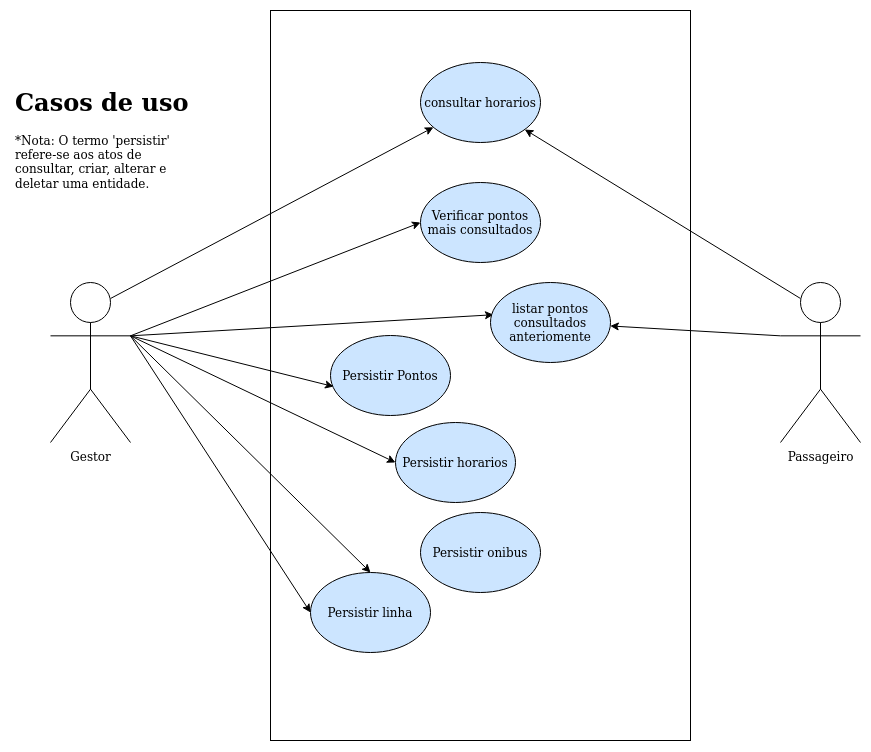 Casos de uso
*Nota: O termo 'persistir'
refere-se aos atos de
consultar, criar, alterar e
deletar uma entidade.
consultar horarios
Verificar pontos
mais consultados
listar pontos
consultados
anteriomente
Persistir Pontos
Gestor
Passageiro
Persistir horarios
Persistir onibus
Persistir linha